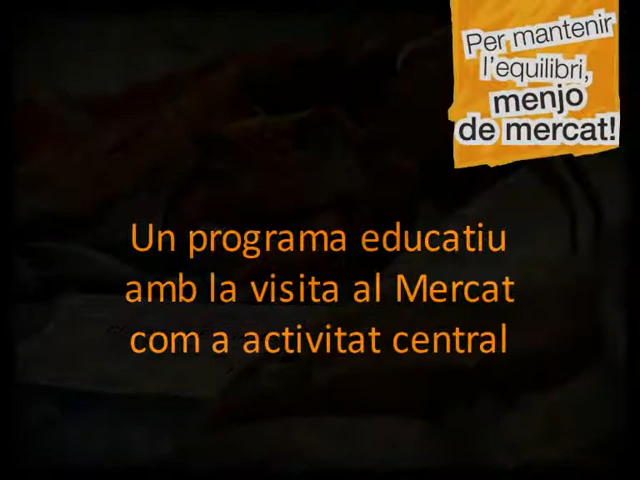 Per mantenir
l'equilibri,
menjo
de mercat!
Un programa educatiu
amb la visita al Mercat
com a activitat central